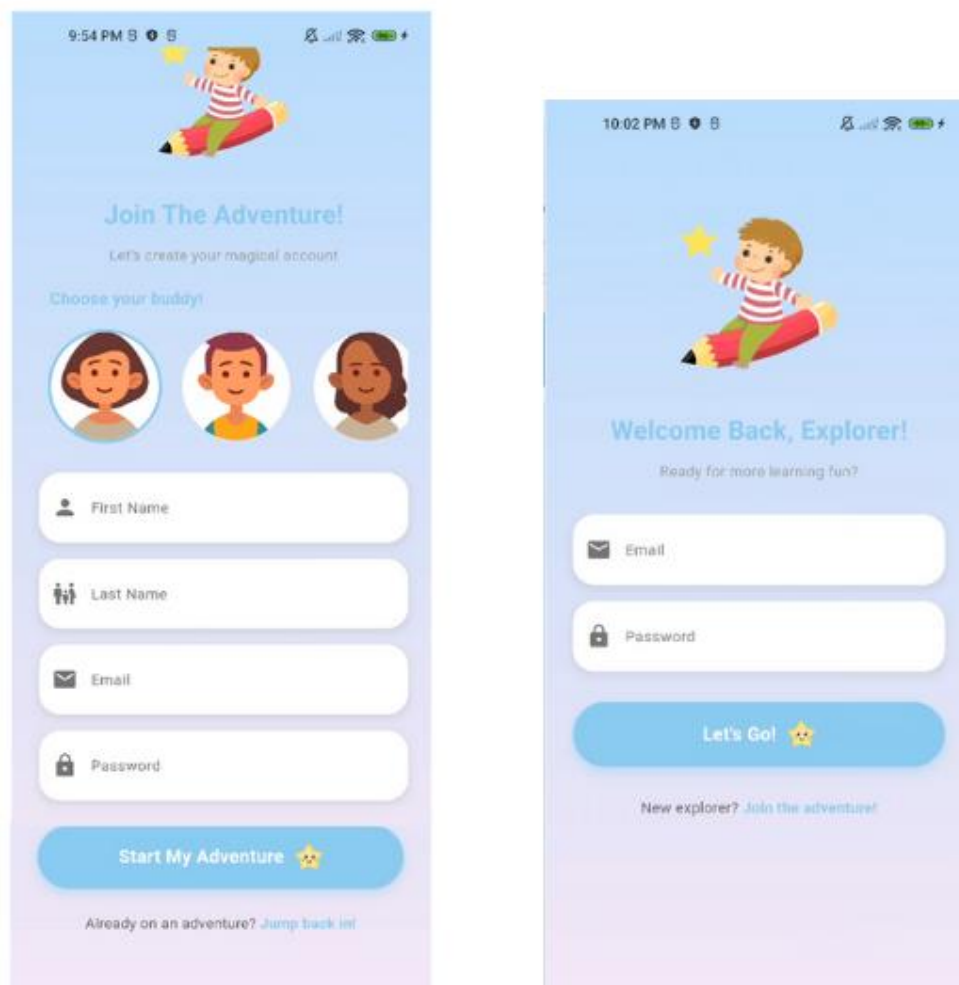 9:54 PM
Join The Adventure!
Let's create your magical account
Choose your buddy!
First Name
Last Name
Email
Password
Start My Adventure
Already on an adventure? Jump back in!
10:02 PM
Welcome Back, Explorer!
Ready for more learning fun?
Email
Password
Let's Go!
New explorer? Join the adventure!